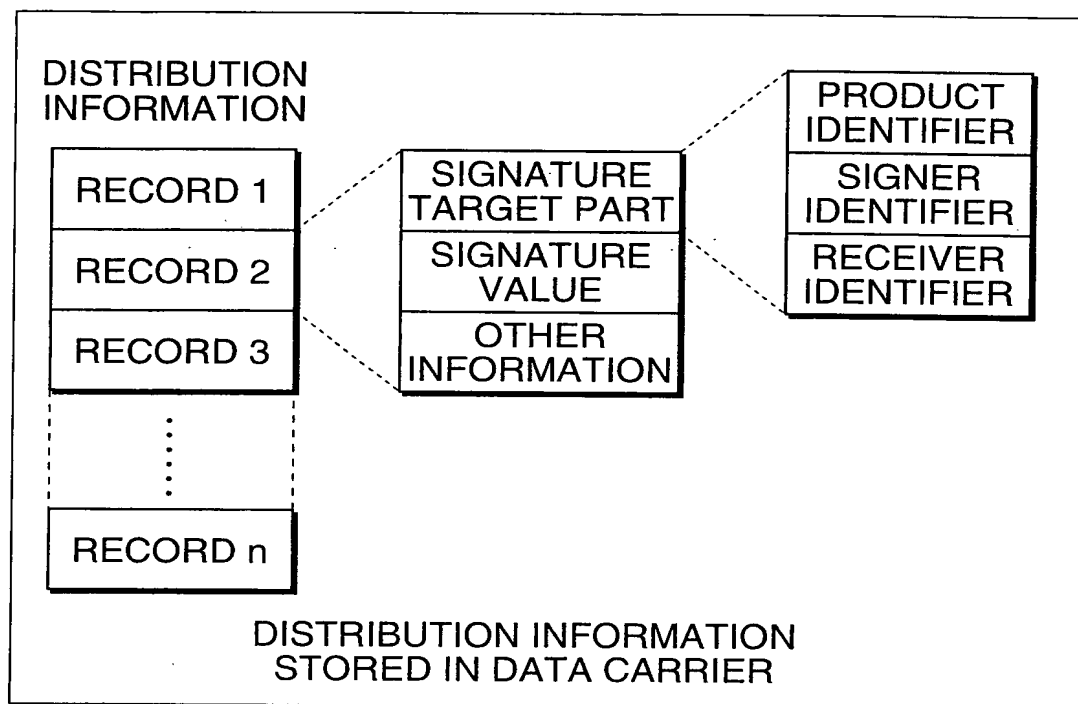 DISTRIBUTION
INFORMATION
RECORD 1
RECORD 2
RECORD 3
RECORD n
SIGNATURE
TARGET PART
SIGNATURE
VALUE
OTHER
INFORMATION
PRODUCT
IDENTIFIER
SIGNER
IDENTIFIER
RECEIVER
IDENTIFIER
DISTRIBUTION INFORMATION
STORED IN DATA CARRIER